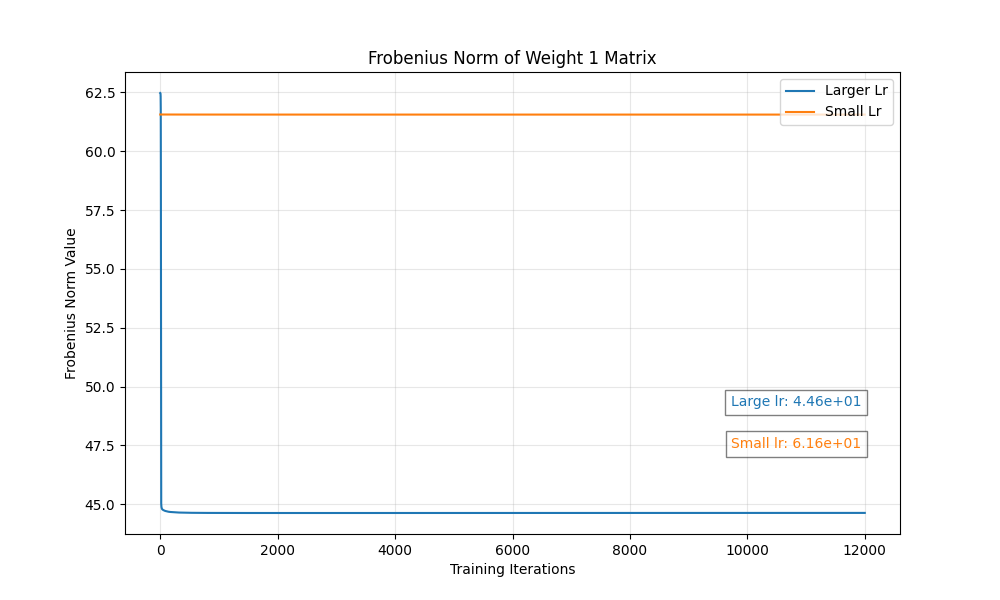 Frobenius Norm of Weight 1 Matrix
Larger Lr
Small Lr
Frobenius Norm Value
62.5
60.0
57.5
55.0
52.5
50.0
47.5
45.0
Large lr: 4.46e+01
Small lr: 6.16e+01
0
2000
4000
6000
8000
10000
12000
Training Iterations